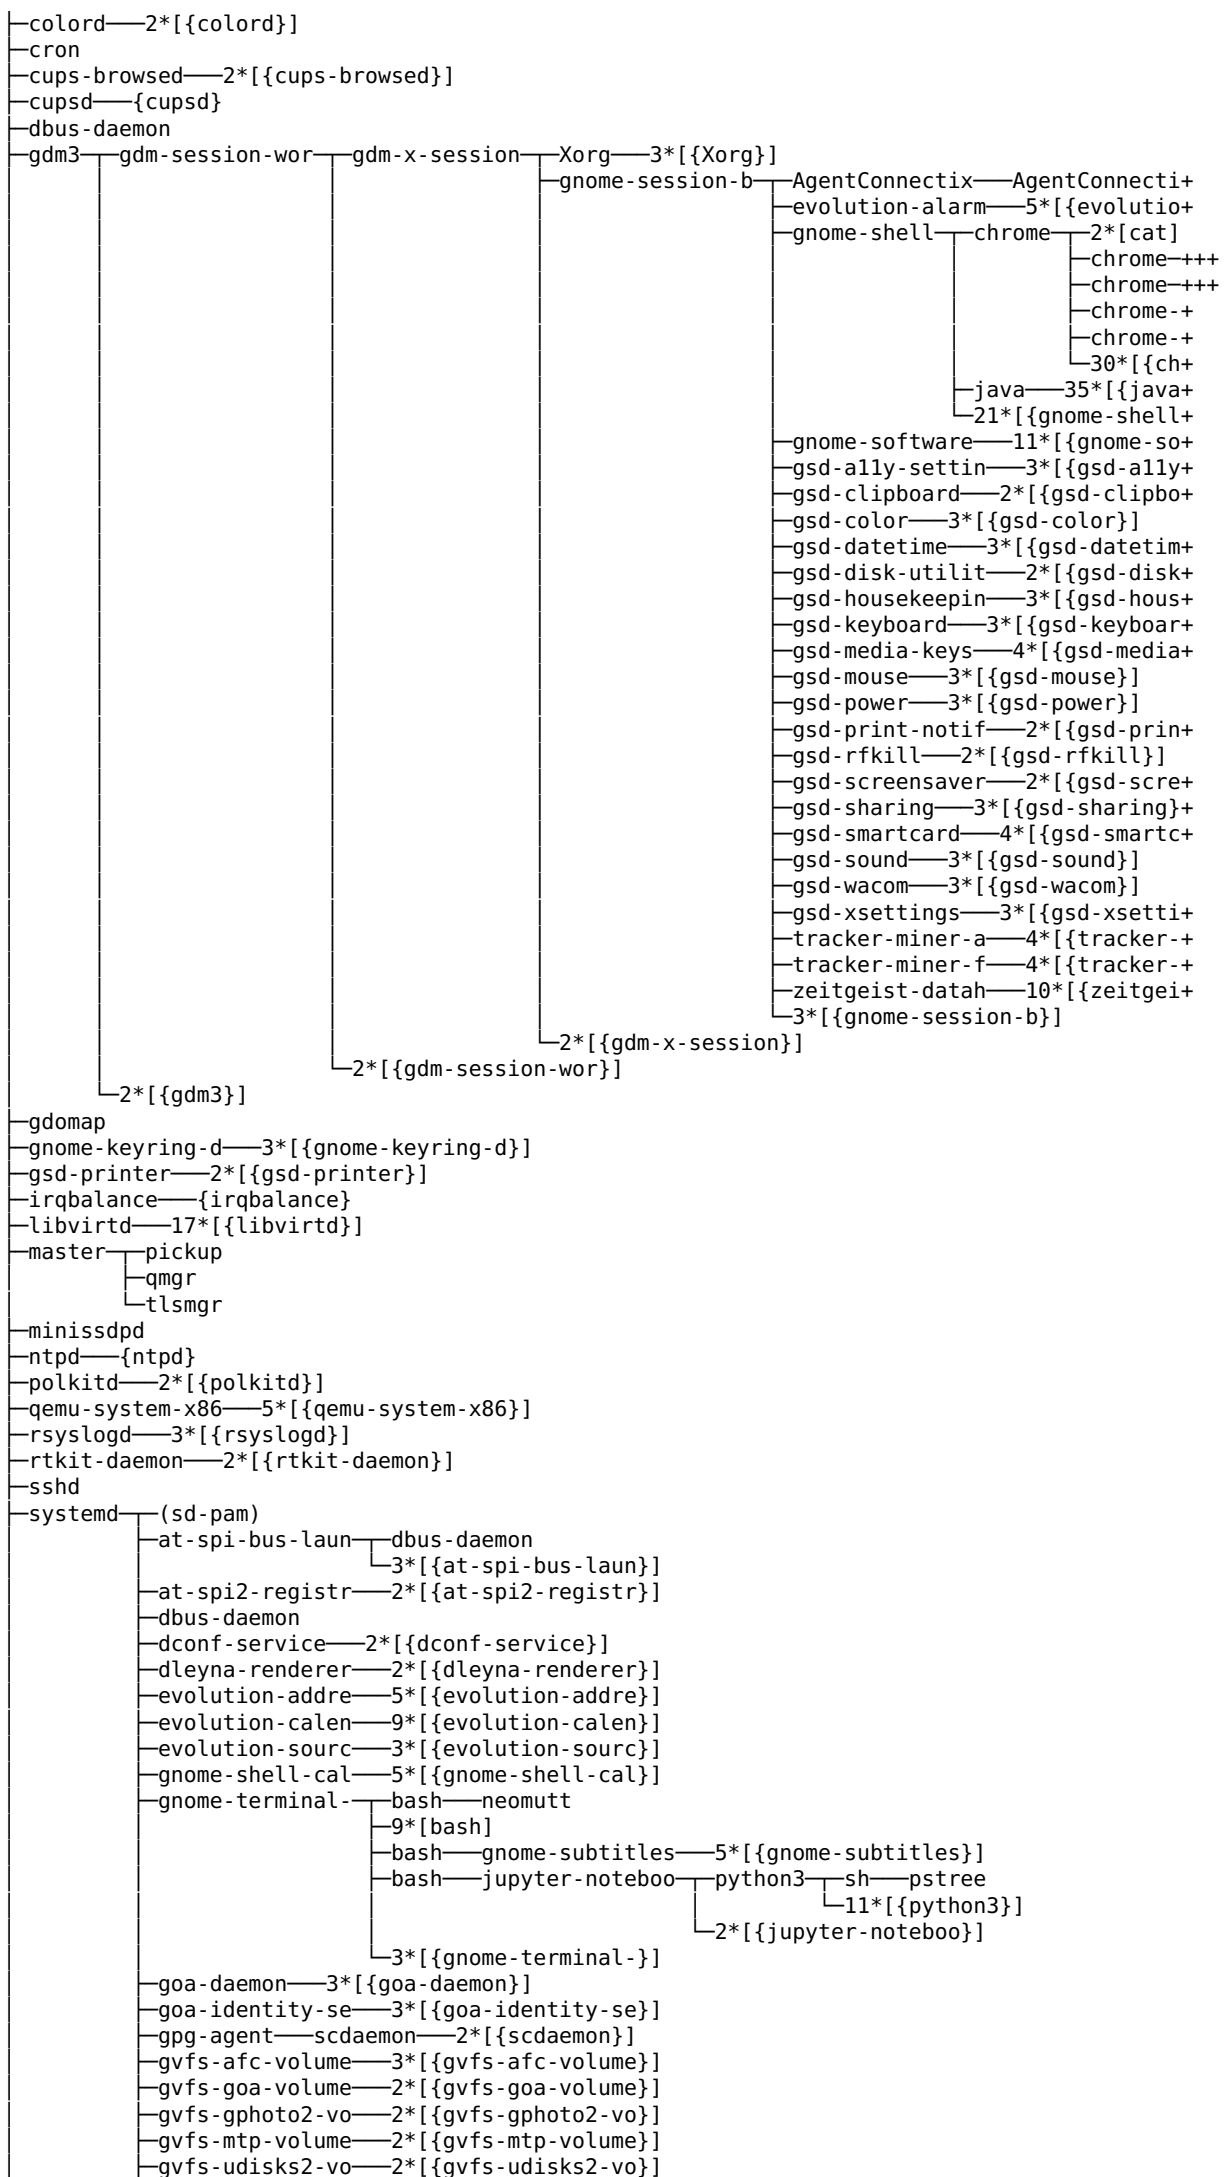 ├─colord───2*[{colord}]
├─cron
├─cups-browsed───2*[{cups-browsed}]
├─cupsd───{cupsd}
├─dbus-daemon
├─gdm3─┬─gdm-session-wor─┬─gdm-x-session─┬─Xorg───3*[{Xorg}]
│      │                 │               ├─gnome-session-b─┬─AgentConnectix───AgentConnecti+
│      │                 │               │                 ├─evolution-alarm───5*[{evolutio+
│      │                 │               │                 ├─gnome-shell─┬─chrome─┬─2*[cat]
│      │                 │               │                 │             │        ├─chrome─+++
│      │                 │               │                 │             │        ├─chrome─+++
│      │                 │               │                 │             │        ├─chrome-+
│      │                 │               │                 │             │        ├─chrome-+
│      │                 │               │                 │             │        └─30*[{ch+
│      │                 │               │                 │             ├─java───35*[{java+
│      │                 │               │                 │             └─21*[{gnome-shell+
│      │                 │               │                 ├─gnome-software───11*[{gnome-so+
│      │                 │               │                 ├─gsd-a11y-settin───3*[{gsd-a11y+
│      │                 │               │                 ├─gsd-clipboard───2*[{gsd-clipbo+
│      │                 │               │                 ├─gsd-color───3*[{gsd-color}]
│      │                 │               │                 ├─gsd-datetime───3*[{gsd-datetim+
│      │                 │               │                 ├─gsd-disk-utilit───2*[{gsd-disk+
│      │                 │               │                 ├─gsd-housekeepin───3*[{gsd-hous+
│      │                 │               │                 ├─gsd-keyboard───3*[{gsd-keyboar+
│      │                 │               │                 ├─gsd-media-keys───4*[{gsd-media+
│      │                 │               │                 ├─gsd-mouse───3*[{gsd-mouse}]
│      │                 │               │                 ├─gsd-power───3*[{gsd-power}]
│      │                 │               │                 ├─gsd-print-notif───2*[{gsd-prin+
│      │                 │               │                 ├─gsd-rfkill───2*[{gsd-rfkill}]
│      │                 │               │                 ├─gsd-screensaver───2*[{gsd-scre+
│      │                 │               │                 ├─gsd-sharing───3*[{gsd-sharing}+
│      │                 │               │                 ├─gsd-smartcard───4*[{gsd-smartc+
│      │                 │               │                 ├─gsd-sound───3*[{gsd-sound}]
│      │                 │               │                 ├─gsd-wacom───3*[{gsd-wacom}]
│      │                 │               │                 ├─gsd-xsettings───3*[{gsd-xsetti+
│      │                 │               │                 ├─tracker-miner-a───4*[{tracker-+
│      │                 │               │                 ├─tracker-miner-f───4*[{tracker-+
│      │                 │               │                 ├─zeitgeist-datah───10*[{zeitgei+
│      │                 │               │                 └─3*[{gnome-session-b}]
│      │                 │               └─2*[{gdm-x-session}]
│      │                 └─2*[{gdm-session-wor}]
│      └─2*[{gdm3}]
├─gdomap
├─gnome-keyring-d───3*[{gnome-keyring-d}]
├─gsd-printer───2*[{gsd-printer}]
├─irqbalance───{irqbalance}
├─libvirtd───17*[{libvirtd}]
├─master─┬─pickup
│        ├─qmgr
│        └─tlsmgr
├─minissdpd
├─ntpd───{ntpd}
├─polkitd───2*[{polkitd}]
├─qemu-system-x86───5*[{qemu-system-x86}]
├─rsyslogd───3*[{rsyslogd}]
├─rtkit-daemon───2*[{rtkit-daemon}]
├─sshd
├─systemd─┬─(sd-pam)
│         ├─at-spi-bus-laun─┬─dbus-daemon
│         │                 └─3*[{at-spi-bus-laun}]
│         ├─at-spi2-registr───2*[{at-spi2-registr}]
│         ├─dbus-daemon
│         ├─dconf-service───2*[{dconf-service}]
│         ├─dleyna-renderer───2*[{dleyna-renderer}]
│         ├─evolution-addre───5*[{evolution-addre}]
│         ├─evolution-calen───9*[{evolution-calen}]
│         ├─evolution-sourc───3*[{evolution-sourc}]
│         ├─gnome-shell-cal───5*[{gnome-shell-cal}]
│         ├─gnome-terminal-─┬─bash───neomutt
│         │                 ├─9*[bash]
│         │                 ├─bash───gnome-subtitles───5*[{gnome-subtitles}]
│         │                 ├─bash───jupyter-noteboo─┬─python3─┬─sh───pstree
│         │                 │                        │         └─11*[{python3}]
│         │                 │                        └─2*[{jupyter-noteboo}]
│         │                 └─3*[{gnome-terminal-}]
│         ├─goa-daemon───3*[{goa-daemon}]
│         ├─goa-identity-se───3*[{goa-identity-se}]
│         ├─gpg-agent───scdaemon───2*[{scdaemon}]
│         ├─gvfs-afc-volume───3*[{gvfs-afc-volume}]
│         ├─gvfs-goa-volume───2*[{gvfs-goa-volume}]
│         ├─gvfs-gphoto2-vo───2*[{gvfs-gphoto2-vo}]
│         ├─gvfs-mtp-volume───2*[{gvfs-mtp-volume}]
│         ├─gvfs-udisks2-vo───2*[{gvfs-udisks2-vo}]